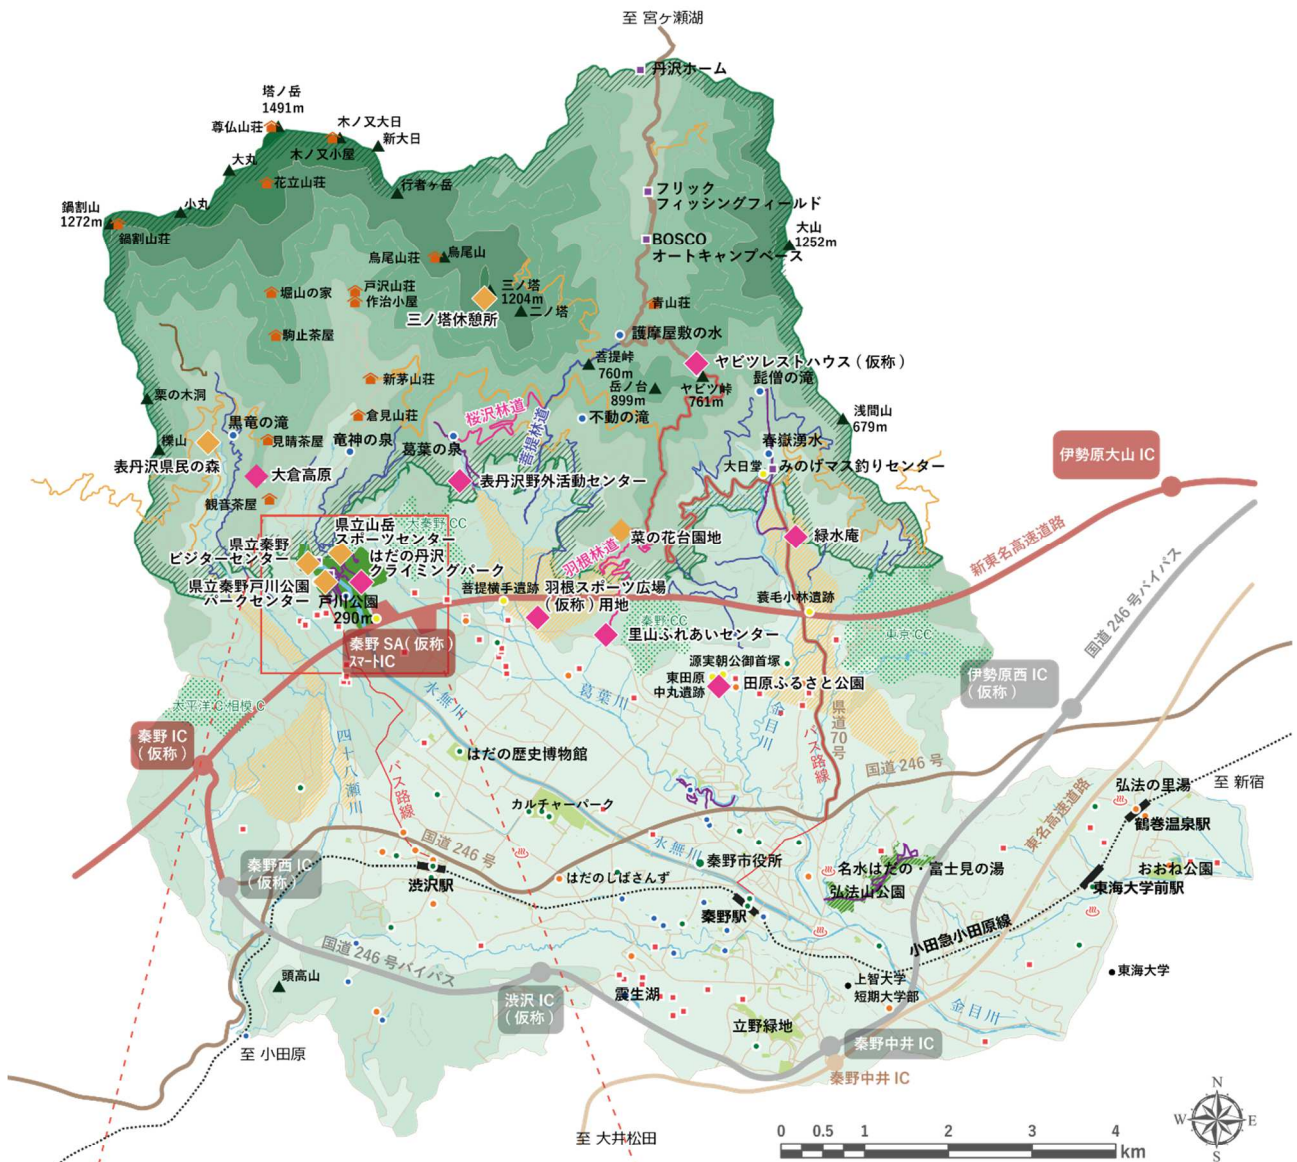 至 宮ヶ瀬湖
丹沢ホーム
塔ノ岳
1491m
尊仏山荘
木ノ又大日
木ノ又小屋
新大日
大丸
花立山荘
行者ヶ岳
小丸
鍋割山
1272m
鍋割山荘
フリック
フィッシングフィールド
BOSCO
オートキャンプベース
大山
1252m
烏尾山荘
烏尾山
堀山の家
戸沢山荘
作治小屋
三ノ塔
1204m
二ノ塔
三ノ塔休憩所
青山荘
駒止茶屋
護摩屋敷の水
菩提峠
760m
ヤビツレストハウス ( 仮称 )
髭僧の滝
岳ノ台
899m
ヤビツ峠
761m
新茅山荘
栗の木洞
倉見山荘
桜沢林道
菩提林道
不動の滝
浅間山
679m
黒竜の滝
櫟山
見晴茶屋
竜神の泉
葛葉の泉
春嶽湧水
大日堂
みのげマス釣りセンター
表丹沢県民の森
大倉高原
表丹沢野外活動センター
観音茶屋
伊勢原大山 IC
新東名高速道路
大秦野 CC
県立山岳
スポーツセンター
県立秦野
ビジターセンター
はだの丹沢
クライミングパーク
県立秦野戸川公園
パークセンター
戸川公園
290m
菜の花台園地
羽根林道
緑水庵
菩提横手遺跡
羽根スポーツ広場
( 仮称 ) 用地
秦野 CC
蓑毛小林遺跡
東京 CC
国道 246 号バイパス
里山ふれあいセンター
秦野 SA( 仮称 )
ｽﾏｰﾄIC
源実朝公御首塚
東田原
中丸遺跡
田原ふるさと公園
伊勢原西 IC
( 仮称 )
太平洋 C 相模 C
水無川
葛葉川
金目川
県道
70
号
バス路線
秦野 IC
( 仮称 )
四十八瀬川
バス路線
はだの歴史博物館
国道 246 号
カルチャーパーク
弘法の里湯
至 新宿
鶴巻温泉駅
東名高速道路
国道 246 号
水無川
秦野市役所
名水はだの・富士見の湯
おおね公園
秦野西 IC
( 仮称 )
渋沢駅
はだのしばさんず
弘法山公園
東海大学前駅
秦野駅
小田急小田原線
国道 246 号バイパス
頭高山
東海大学
上智大学
短期大学部
渋沢 IC
( 仮称 )
震生湖
立野緑地
金目川
至 小田原
秦野中井 IC
秦野中井 IC
至 大井松田
N
W
E
S
0 0.5 1 2 3 4
km